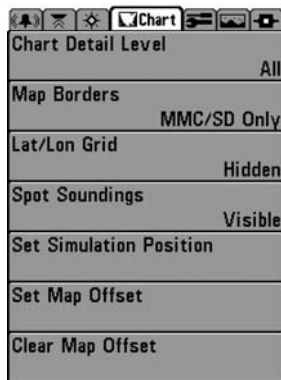 Chart
Chart Detail Level
All
Map Borders
MMC/SD Only
Lat/Lon Grid
Hidden
Spot Soundings
Visible
Set Simulation Position
Set Map Offset
Clear Map Offset